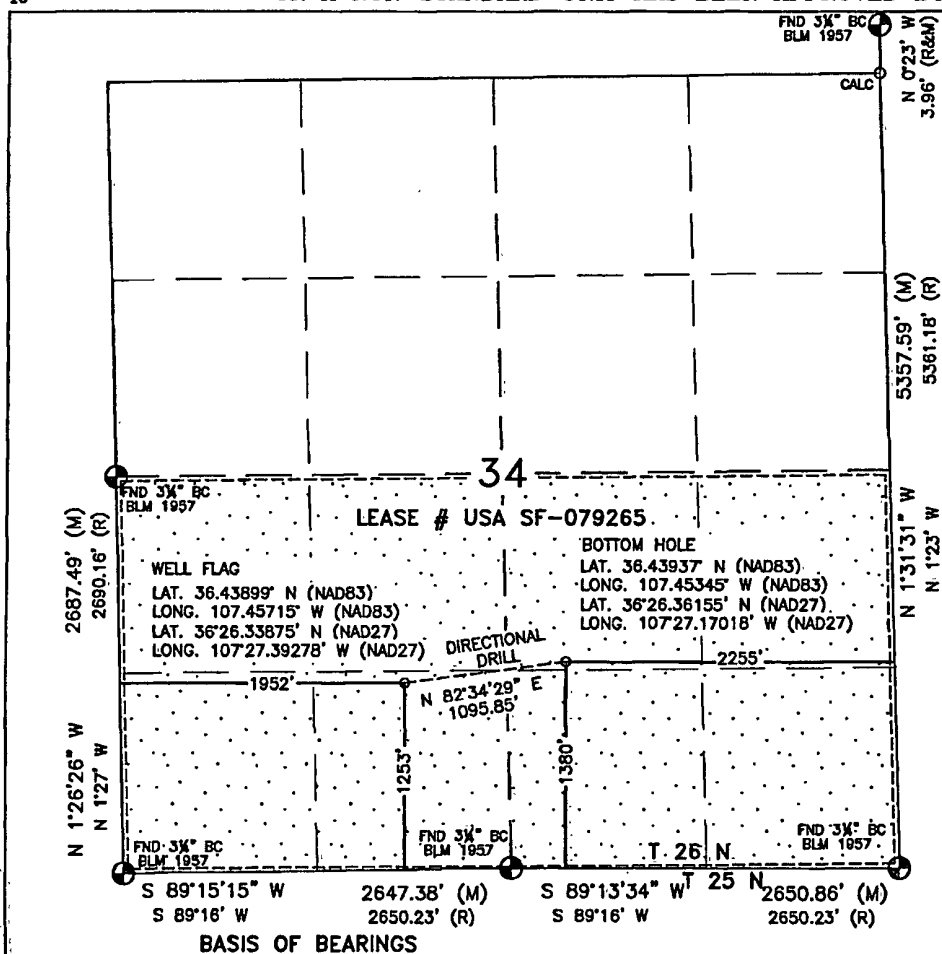 FND 3¼" BC
BLM 1957
CALC
N 0°23' W
3.96' (R&M)
5357.59' (M)
5361.18' (R)
34
FND 3¼" BC
BLM 1957
LEASE # USA SF-079265
2687.49' (M)
2690.16' (R)
N 1°31'31" W
N 1°23' W
WELL FLAG
LAT. 36.43899° N (NAD83)
LONG. 107.45715° W (NAD83)
LAT. 36°26.33875' N (NAD27)
LONG. 107°27.39278' W (NAD27)
BOTTOM HOLE
LAT. 36.43937° N (NAD83)
LONG. 107.45345° W (NAD83)
LAT. 36°26.36155' N (NAD27)
LONG. 107°27.17018' W (NAD27)
DIRECTIONAL
DRILL
N 82°34'29" E
1095.85'
1952'
2255'
1253'
1380'
N 1°26'26" W
N 1°27' W
FND 3¼" BC
BLM 1957
FND 3¼" BC
BLM 1957
FND 3¼" BC
BLM 1957
T 26 N
T 25 N
S 89°15'15" W
2647.38' (M)
S 89°13'34" W
2650.86' (M)
S 89°16' W
2650.23' (R)
S 89°16' W
2650.23' (R)
BASIS OF BEARINGS